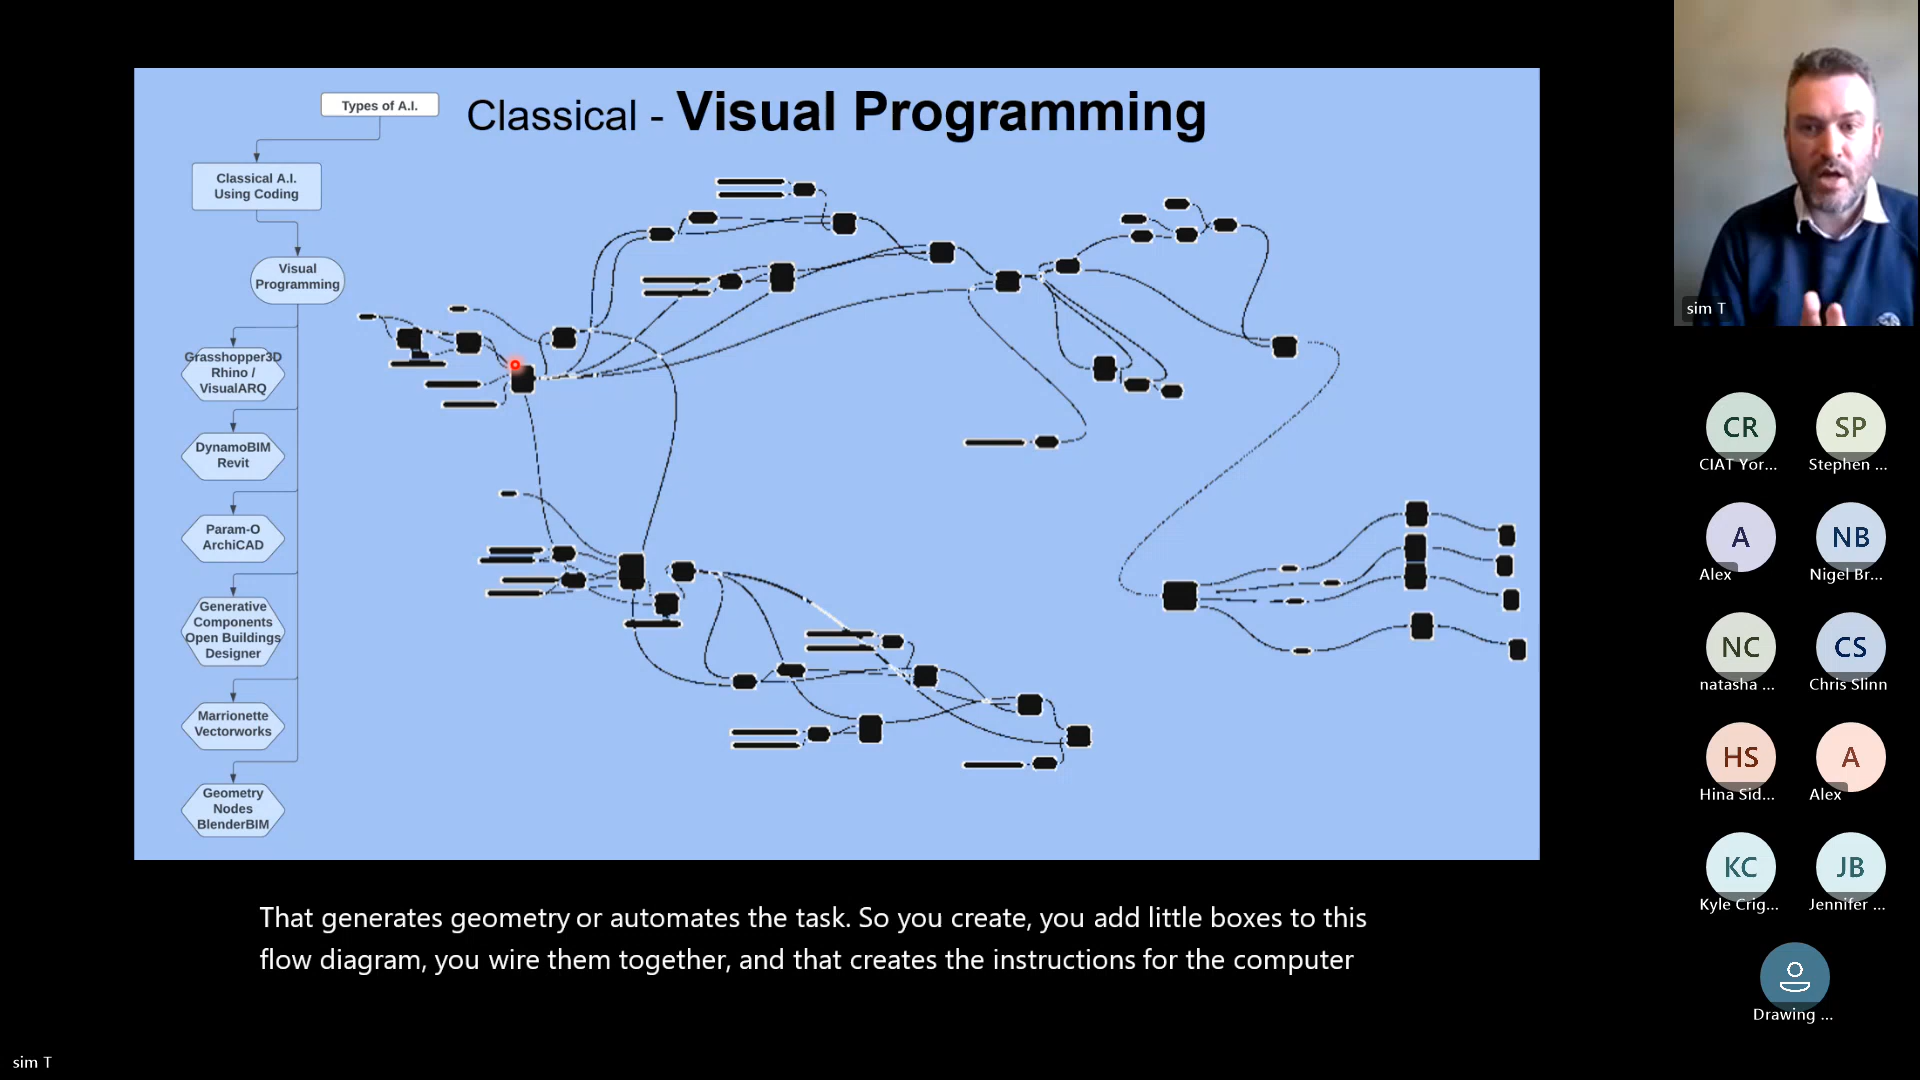 Types of A.I.
Classical - Visual Programming
Classical A.I.
Using Coding
Visual
Programming
Grasshopper3D
Rhino /
VisualARQ
DynamoBIM
Revit
Param-O
ArchiCAD
Generative
Components
Open Buildings
Designer
Marrionette
Vectorworks
Geometry
Nodes
BlenderBIM
That generates geometry or automates the task. So you create, you add little boxes to this
flow diagram, you wire them together, and that creates the instructions for the computer
sim T
sim T
CR
CIAT Yor...
SP
Stephen ...
A
Alex
NB
Nigel Br...
NC
natasha ...
CS
Chris Slinn
HS
Hina Sid...
A
Alex
KC
Kyle Crig...
JB
Jennifer ...
Drawing ...